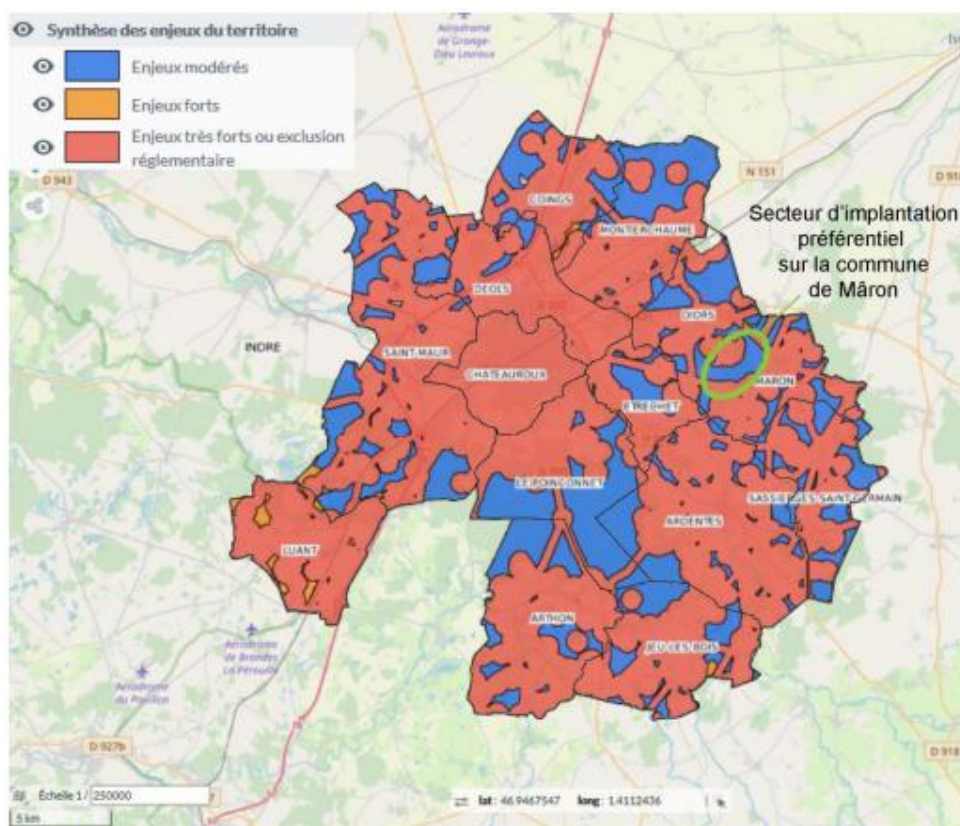 Synthèse des enjeux du territoire
Enjeux modérés
Enjeux forts
Enjeux très forts ou exclusion
réglementaire
Aérodrome
de Grange-
Dieu Levroux
D 943
N 151
D 918
Secteur d'implantation
préférentiel
sur la commune
de Mâron
COINGS
MONTIERCHAUME
DEOLS
DIORS
INDRE
SAINT-MAUR
CHATEAUROUX
MARON
ETRECHET
LE POINÇONNET
SASSIERGES-SAINT-GERMAIN
ARDENTES
LUANT
ARTHON
JEU-LES-BOIS
Aérodrome
de Brandes
La Pérouille
Aérodrome
du Pavillon
D 927b
D 918
Échelle 1 / 250000
5 km
lat : 46.9467547 long : 1.4112436